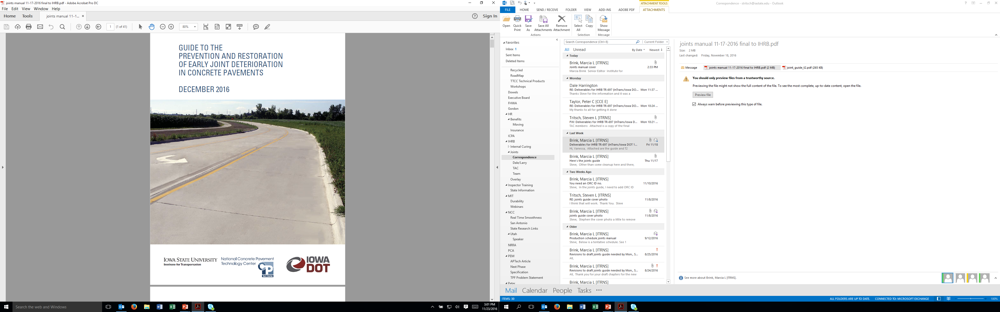 joints manual 11-17-2016 final to IHRB.pdf - Adobe Acrobat Pro DC
File Edit View Window Help
Home Tools joints manual 11-1... × Sign In
1 (1 of 41) 80%
GUIDE TO THE
PREVENTION AND RESTORATION
OF EARLY JOINT DETERIORATION
IN CONCRETE PAVEMENTS
DECEMBER 2016
IOWA STATE UNIVERSITY
Institute for Transportation
National Concrete Pavement
Technology Center
CP
Tech Center
IOWA
DOT
Search the web and Windows
3:01 PM
11/23/2016
ATTACHMENT TOOLS
Correspondence - stritsch@iastate.edu - Outlook
FILE HOME SEND / RECEIVE FOLDER VIEW ADD-INS ADOBE PDF ATTACHMENTS
Open Quick Print Save As Save All Attachments Remove Attachment Select All Copy Show Message
Actions Selection Message
Favorites
Inbox 1
Sent Items
Deleted Items
Recycled
RoadMap
TTCC Technical Products
Workshops
Dowels
Executive Board
FHWA
Gordon
HR
Benefits
Moving
Insurance
ICPA
IHRB
Internal Curing
Joints
Correspondence
Dale/Larry
TAC
Team
Overlay
Inspector Training
State Information
MIT
Durability
Webinars
NCC
Real Time Smoothness
San Antonio
State Research Links
Utah
Speaker
NRRA
PCA
PEM
APTech Article
Next Phase
Specification
TPF Problem Statement
Peter
Search Correspondence (Ctrl+E) Current Folder
All Unread By Date Newest ↓
Today
Brink, Marcia L [ITRNS]
Joints manual cover 2:33 PM
Marcia Brink Senior Editor Institute for
Monday
Dale Harrington
RE: Deliverables for IHRB TR-697 (InTrans/Iowa DO... Mon 11:37 ...
Thanks Steve for the information and it was a
Taylor, Peter C [CCE E]
RE: Deliverables for IHRB TR-697 (InTrans/Iowa DO... Mon 10:24 ...
My thanks to all for getting it done
Tritsch, Steven L [ITRNS]
FW: Deliverables for IHRB TR-697 (InTrans/Iowa D... Mon 10:21 ...
TAC members: Attached is a copy of the final
Last Week
Brink, Marcia L [ITRNS]
Deliverables for IHRB TR-697 (InTrans/Iowa DOT 1... Fri 11/18
Hi, Vanessa, Attached are the guide and T2
Brink, Marcia L [ITRNS]
Here's the joints guide Thu 11/17
Steve, Other than some cleanup here and there,
Two Weeks Ago
Brink, Marcia L [ITRNS]
You need an ORC ID no. 11/10/2016
Steve, In the joints guide, I need to add ORC ID
Tritsch, Steven L [ITRNS]
RE: joints guide cover photo 11/8/2016
I think that will work. Thank You. Steve
Brink, Marcia L [ITRNS]
joints guide cover photo 11/8/2016
Steve, Stephen the cover photo a little to remove
Older
Brink, Marcia L [ITRNS]
Production schedule joints manual 9/12/2016
Steve, Below is a tentative schedule. See 1
Brink, Marcia L [ITRNS]
Revisions to draft joints guide needed by Mon., S... 8/25/2016
All,
Brink, Marcia L [ITRNS]
Revisions to draft joints guide needed by Mon., S... 8/24/2016
All, Thank you for your draft chapters for the new
Brink, Marcia L [ITRNS]
joints manual 11-17-2016 final to IHRB.pdf
Size: 2 MB
Last changed: Friday, November 18, 2016
Message joints manual 11-17-2016 final to IHRB.pdf (2 MB) joint_guide_t2.pdf (265 KB)
You should only preview files from a trustworthy source.
Previewing the file might not show the full content of the file. To see the most complete, up-to-date content, open the file.
Preview file
Always warn before previewing this type of file.
See more about Brink, Marcia L [ITRNS].
Mail Calendar People Tasks ...
ITEMS: 30 ALL FOLDERS ARE UP TO DATE. CONNECTED TO: MICROSOFT EXCHANGE 100%